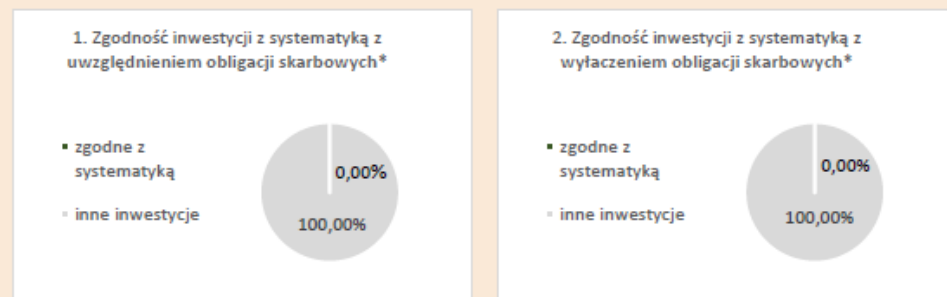 1. Zgodność inwestycji z systematyką z
uwzględnieniem obligacji skarbowych*
zgodne z
systematyką
inne inwestycje
0,00%
100,00%
2. Zgodność inwestycji z systematyką z
wyłaczeniem obligacji skarbowych*
zgodne z
systematyką
inne inwestycje
0,00%
100,00%